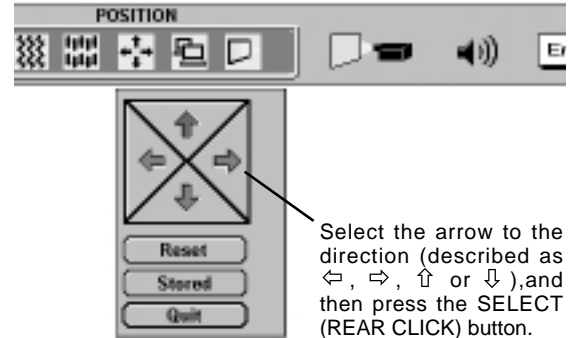 POSITION
Reset
Stored
Quit
Select the arrow to the
direction (described as
⇦ , ⇨ , ⇧ or ⇩ ),and
then press the SELECT
(REAR CLICK) button.